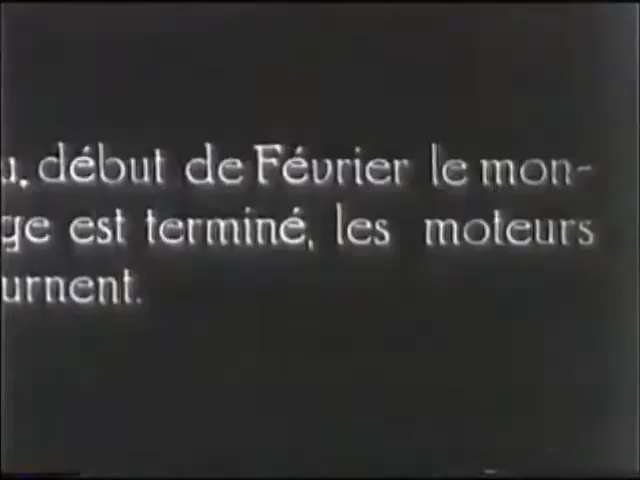 u, début de Février le mon-
ge est terminé, les moteurs
urnent.